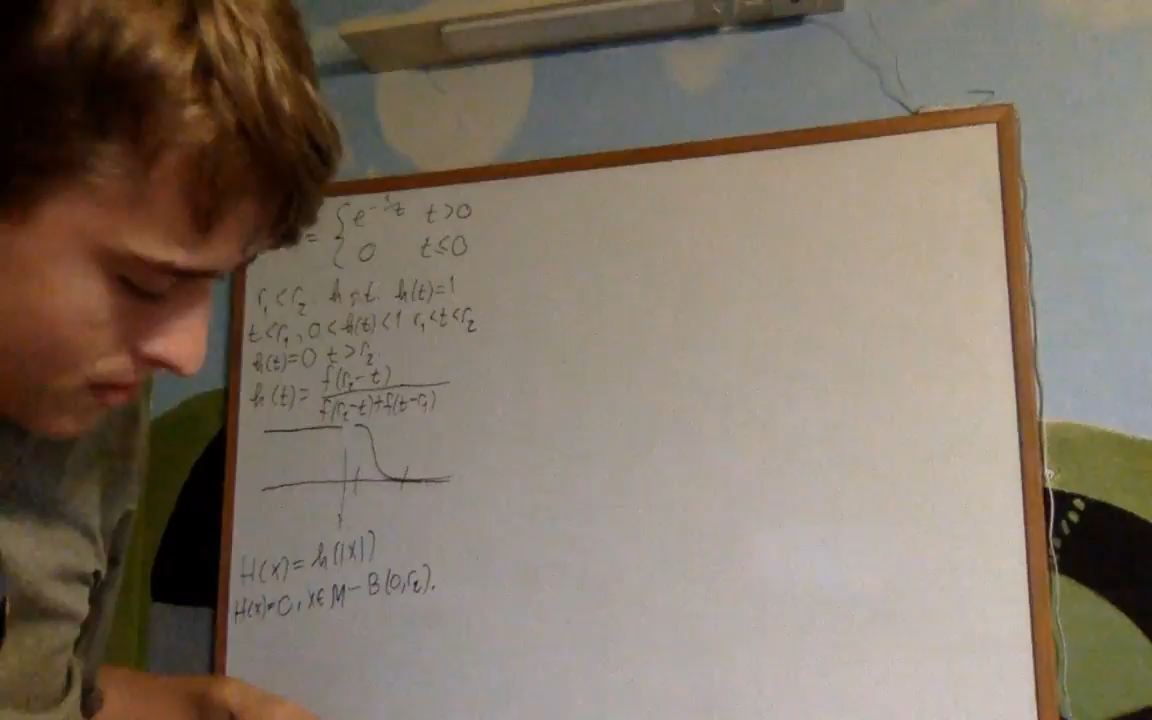 = { e^{-1/t} t>0
0 t≤0
r₁<r₂ h s.t. h(t)=1
t<r₁, 0<h(t)<1 r₁<t<r₂
h(t)=0 t>r₂.
h(t)= f(r₂-t) / f(r₂-t)+f(t-r₁)
H(x)=h(|x|)
H(x)=0, x∈M-B(0,r₂).